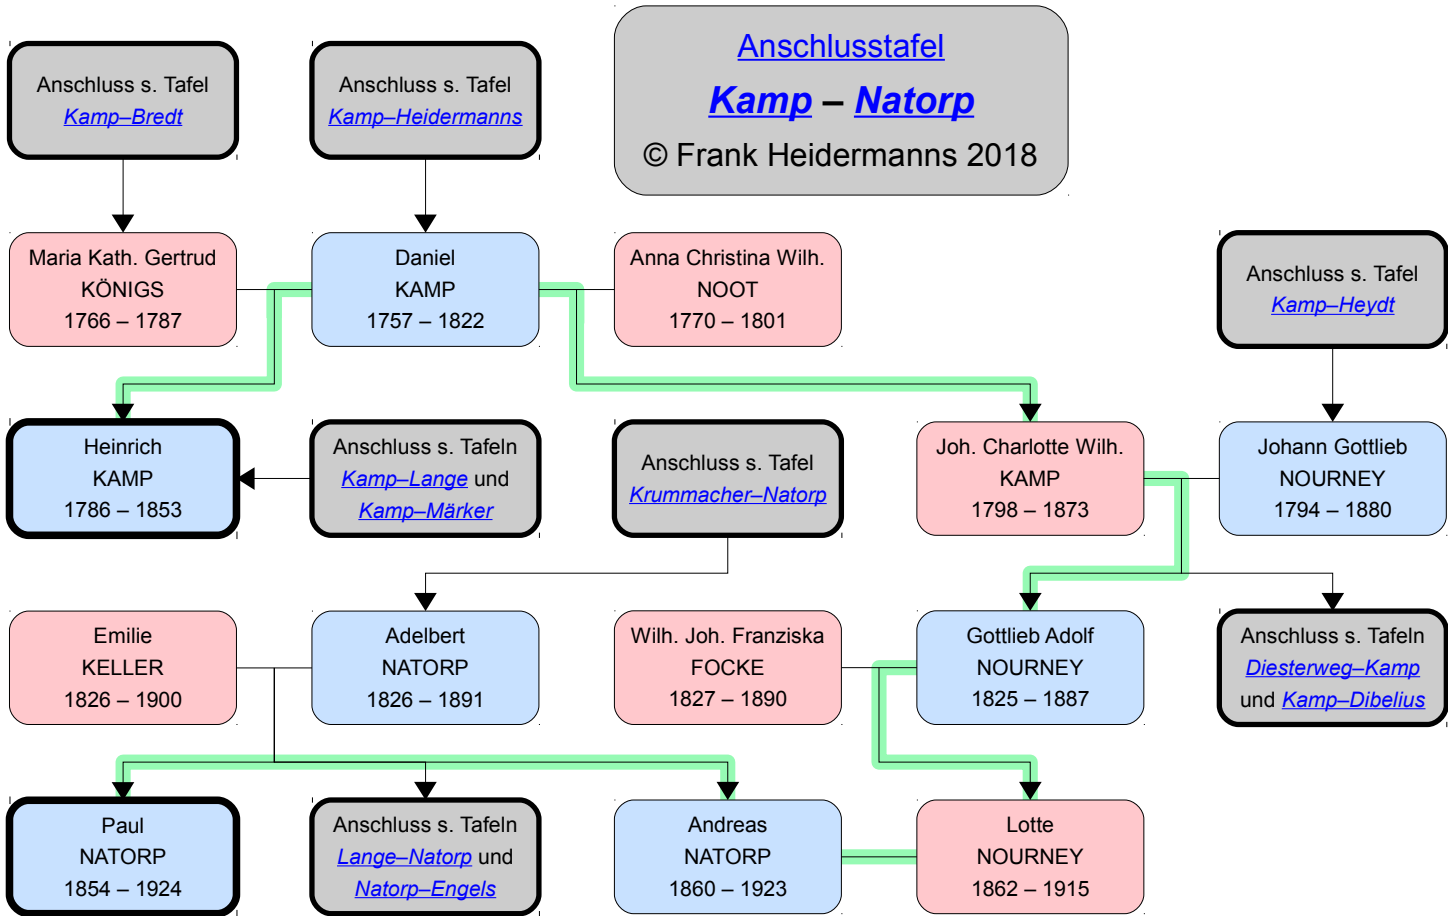 Anschlusstafel
Kamp – Natorp
© Frank Heidermanns 2018
Anschluss s. Tafel
Kamp–Bredt
Anschluss s. Tafel
Kamp–Heidermanns
Maria Kath. Gertrud
KÖNIGS
1766 – 1787
Daniel
KAMP
1757 – 1822
Anna Christina Wilh.
NOOT
1770 – 1801
Anschluss s. Tafel
Kamp–Heydt
Heinrich
KAMP
1786 – 1853
Anschluss s. Tafeln
Kamp–Lange und
Kamp–Märker
Anschluss s. Tafel
Krummacher–Natorp
Joh. Charlotte Wilh.
KAMP
1798 – 1873
Johann Gottlieb
NOURNEY
1794 – 1880
Emilie
KELLER
1826 – 1900
Adelbert
NATORP
1826 – 1891
Wilh. Joh. Franziska
FOCKE
1827 – 1890
Gottlieb Adolf
NOURNEY
1825 – 1887
Anschluss s. Tafeln
Diesterweg–Kamp
und Kamp–Dibelius
Paul
NATORP
1854 – 1924
Anschluss s. Tafeln
Lange–Natorp und
Natorp–Engels
Andreas
NATORP
1860 – 1923
Lotte
NOURNEY
1862 – 1915